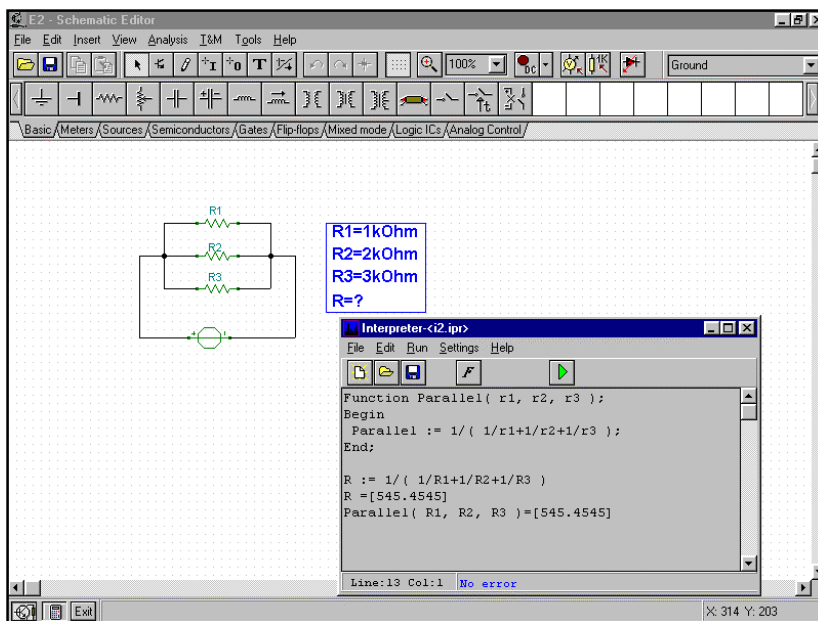 E2 - Schematic Editor
File Edit Insert View Analysis T&M Tools Help
T 100% DC 1K Ground
Basic Meters Sources Semiconductors Gates Flip-flops Mixed mode Logic ICs Analog Control
R1
R2
R3
+
R1=1kOhm
R2=2kOhm
R3=3kOhm
R=?
Interpreter-<i2.ipr>
File Edit Run Settings Help
F
Function Parallel( r1, r2, r3 );
Begin
Parallel := 1/( 1/r1+1/r2+1/r3 );
End;
R := 1/( 1/R1+1/R2+1/R3 )
R =[545.4545]
Parallel( R1, R2, R3 )=[545.4545]
Line:13 Col:1 No error
Exit X: 314 Y: 203